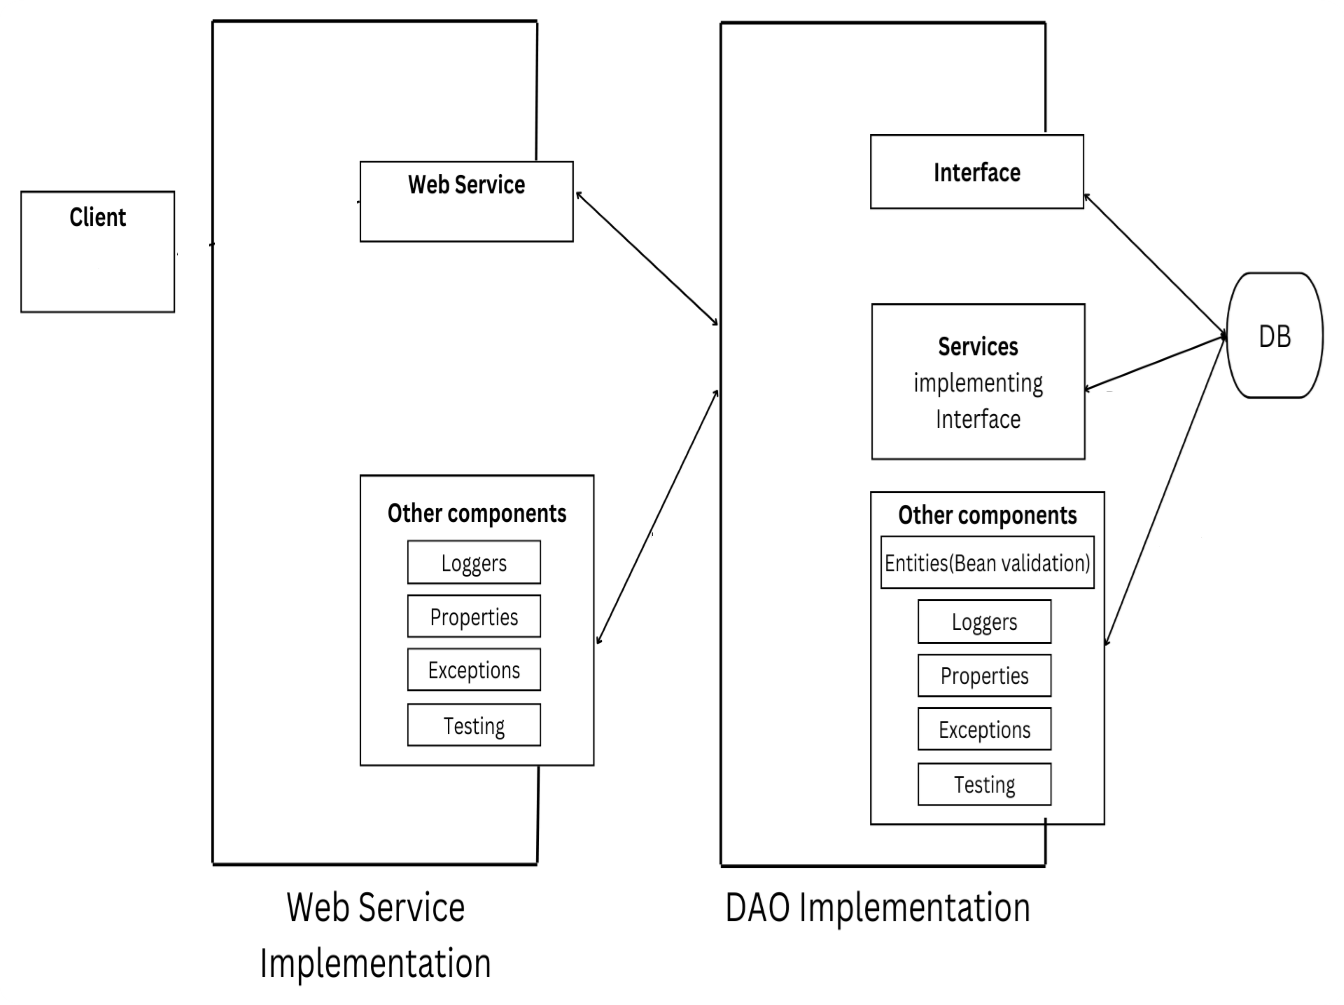 Client
Web Service
Other components
Loggers
Properties
Exceptions
Testing
Web Service
Implementation
Interface
Services
implementing
Interface
Other components
Entities(Bean validation)
Loggers
Properties
Exceptions
Testing
DAO Implementation
DB